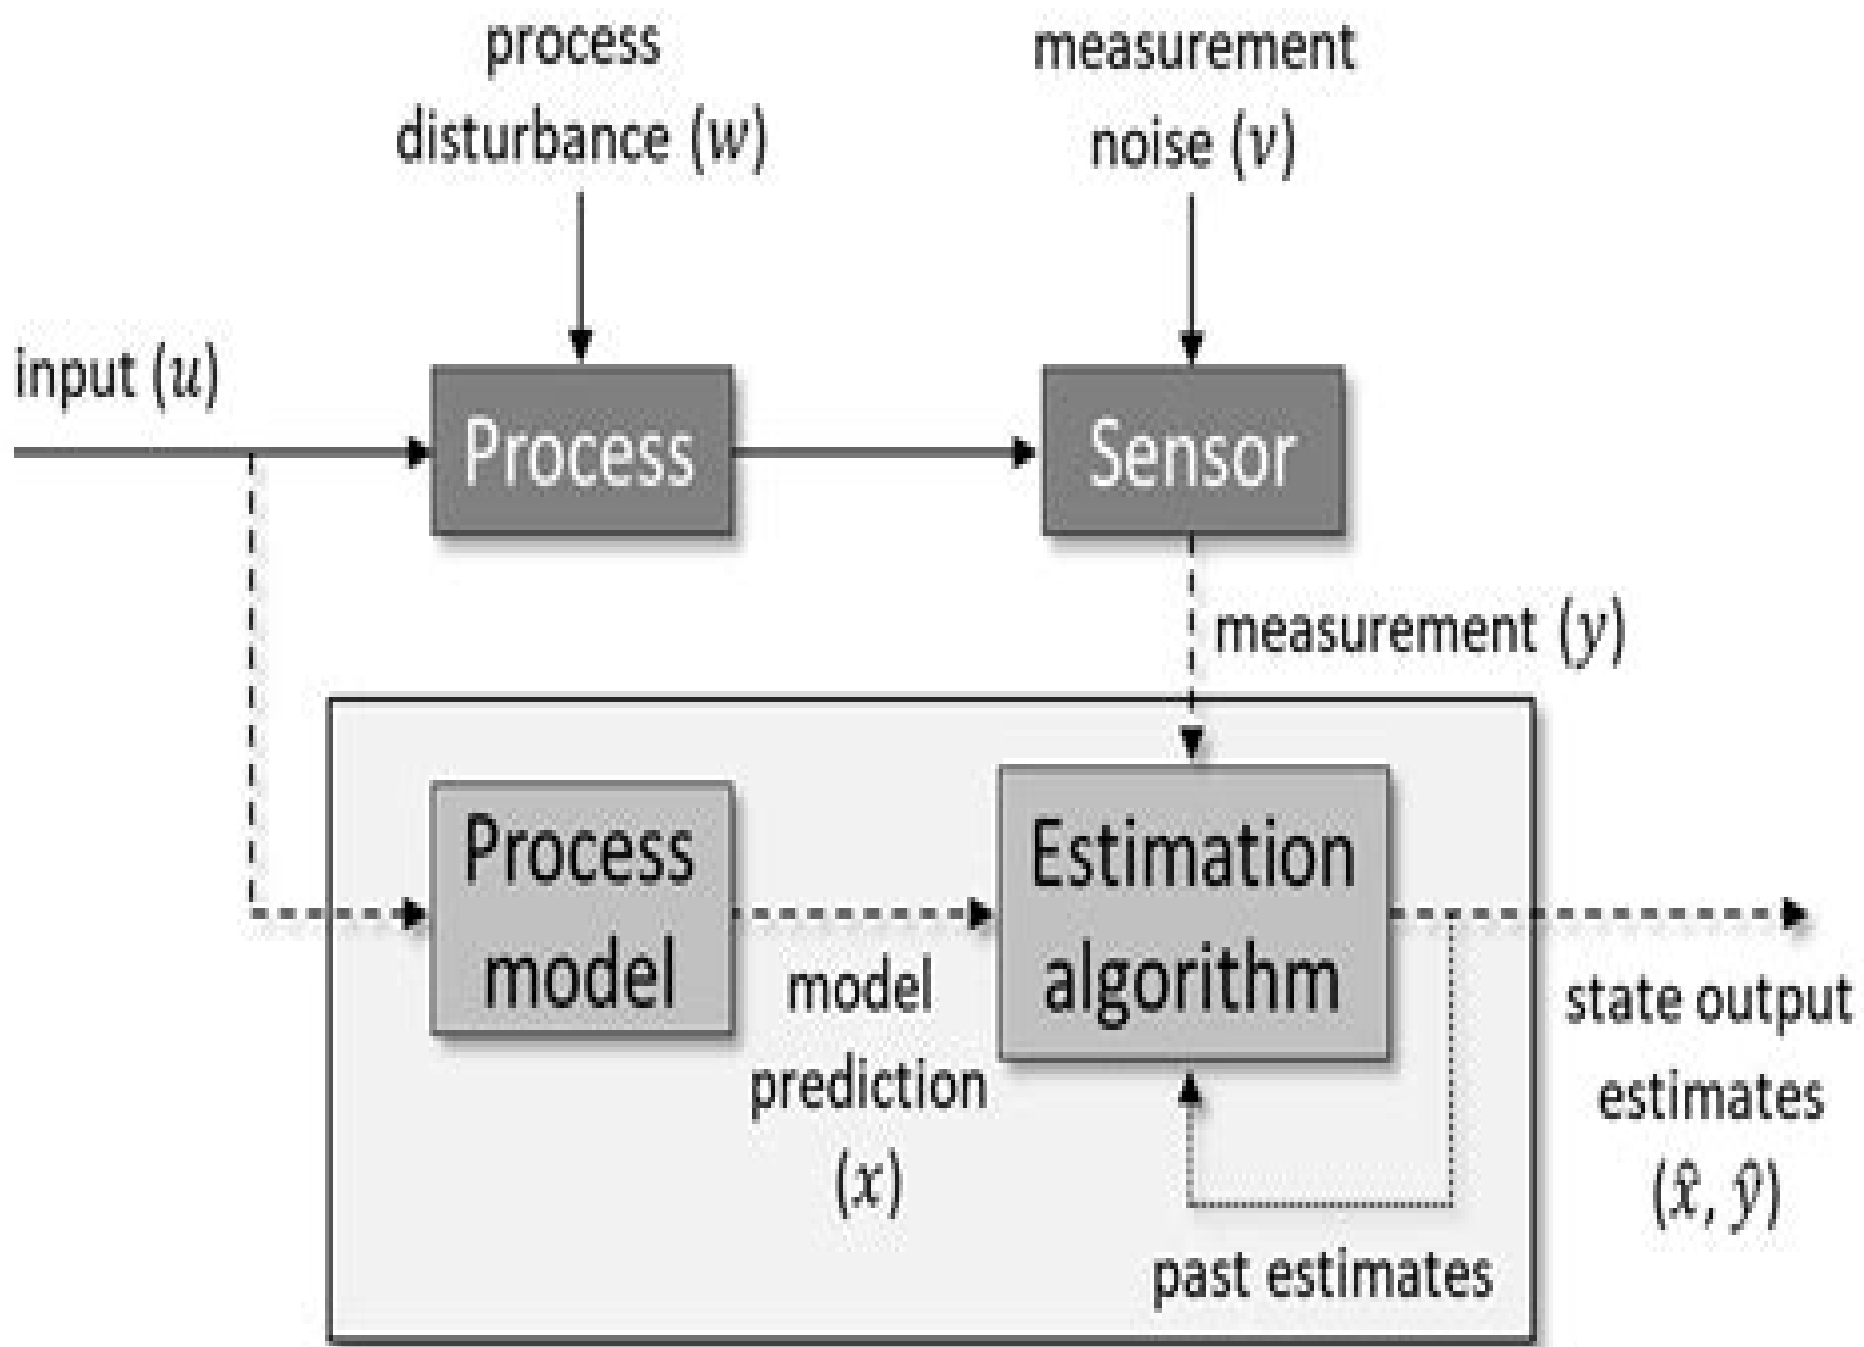 process
disturbance (w)
measurement
noise (v)
input (u)
Process
Sensor
measurement (y)
Process
model
model
prediction
(x)
Estimation
algorithm
past estimates
state output
estimates
(x̂, ŷ)